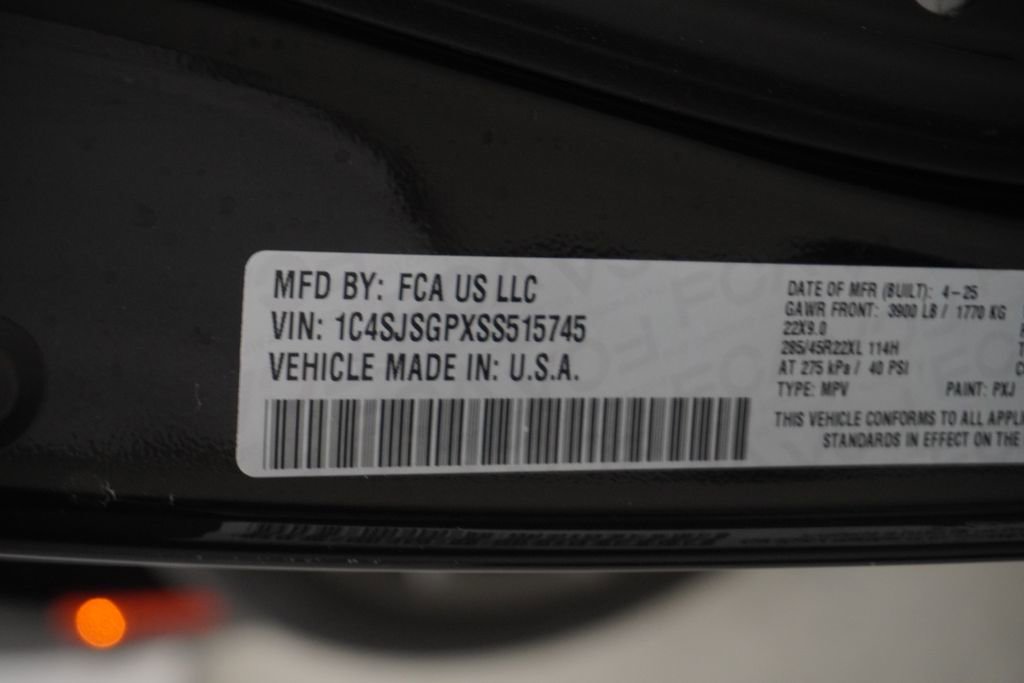 MFD BY: FCA US LLC
VIN: 1C4SJSGPXSS515745
VEHICLE MADE IN: U.S.A.
DATE OF MFR (BUILT): 4-25
GAWR FRONT: 3900 LB / 1770 KG
22X9.0
285/45R22XL 114H
AT 275 kPa / 40 PSI
TYPE: MPV PAINT: PXJ
THIS VEHICLE CONFORMS TO ALL APPLI
STANDARDS IN EFFECT ON THE